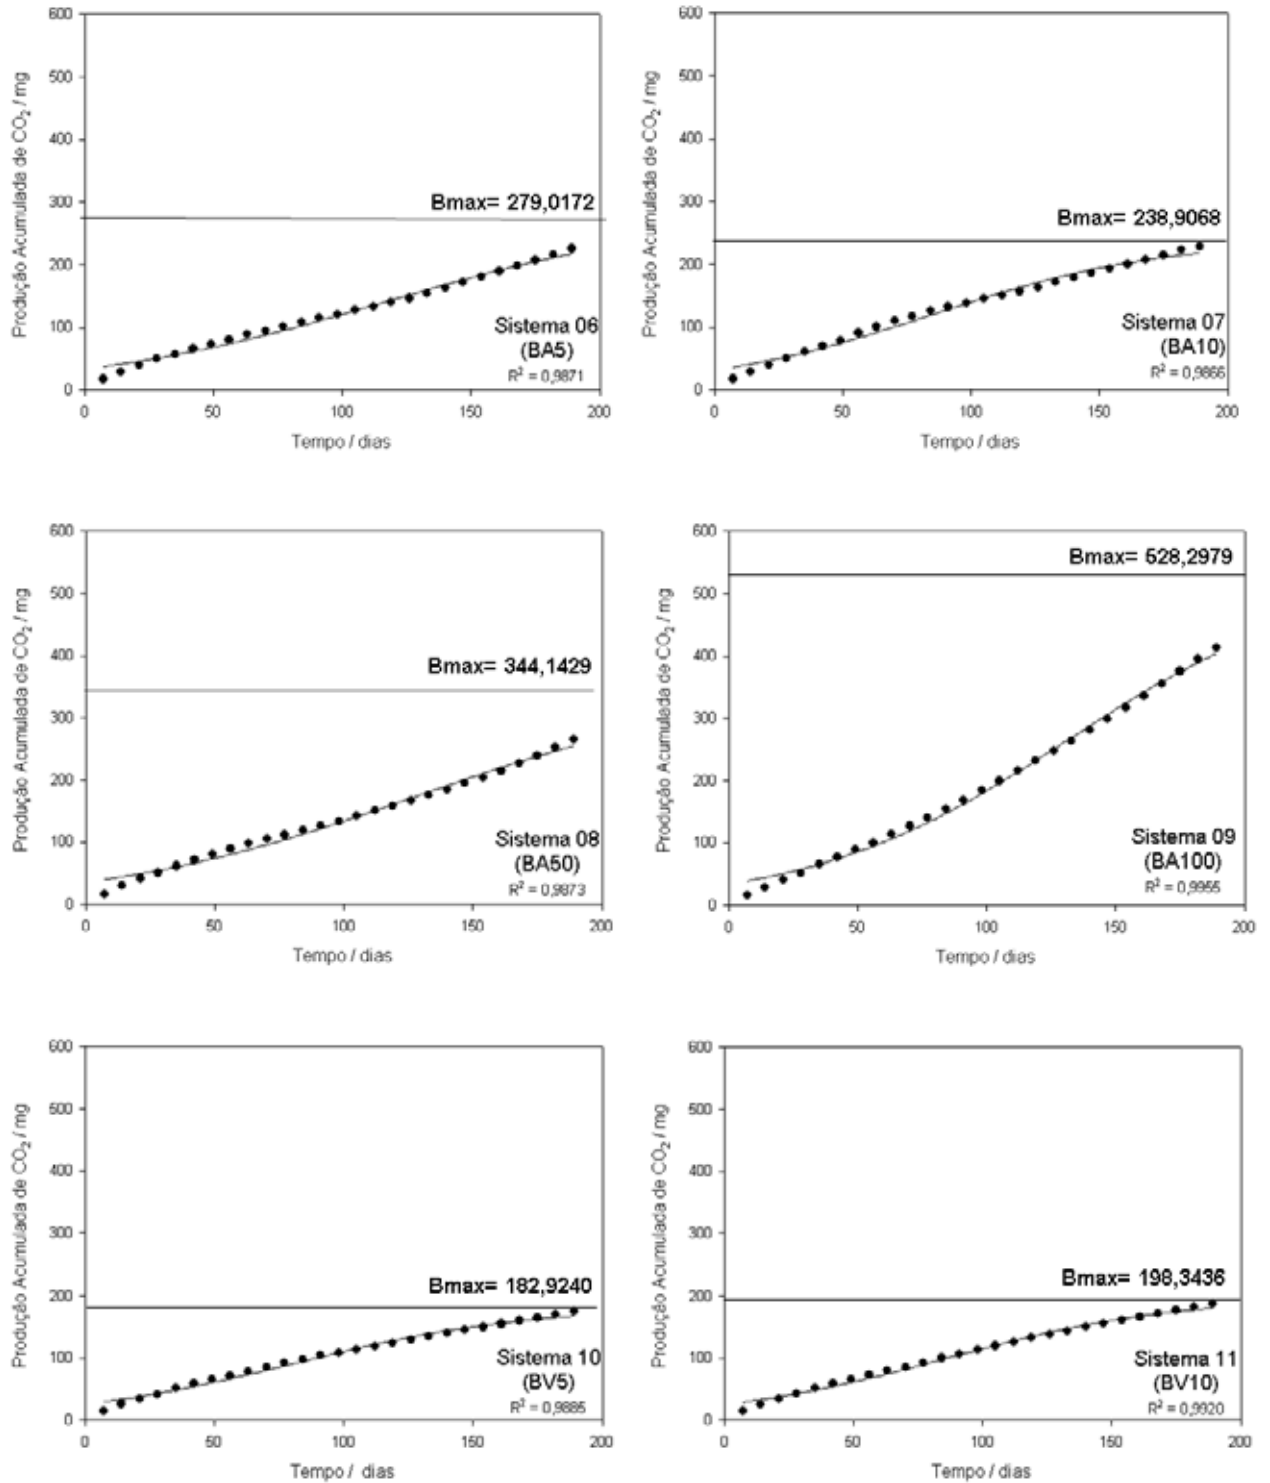 600
500
400
300
200
100
0
Produção Acumulada de CO₂ / mg
Bmax= 279,0172
Sistema 06
(BA5)
R² = 0,9871
0 50 100 150 200
Tempo / dias
600
500
400
300
200
100
0
Produção Acumulada de CO₂ / mg
Bmax= 238,9068
Sistema 07
(BA10)
R² = 0,9866
0 50 100 150 200
Tempo / dias
600
500
400
300
200
100
0
Produção Acumulada de CO₂ / mg
Bmax= 344,1429
Sistema 08
(BA50)
R² = 0,9873
0 50 100 150 200
Tempo / dias
600
500
400
300
200
100
0
Produção Acumulada de CO₂ / mg
Bmax= 528,2979
Sistema 09
(BA100)
R² = 0,9955
0 50 100 150 200
Tempo / dias
600
500
400
300
200
100
0
Produção Acumulada de CO₂ / mg
Bmax= 182,9240
Sistema 10
(BV5)
R² = 0,9885
0 50 100 150 200
Tempo / dias
600
500
400
300
200
100
0
Produção Acumulada de CO₂ / mg
Bmax= 198,3436
Sistema 11
(BV10)
R² = 0,9920
0 50 100 150 200
Tempo / dias